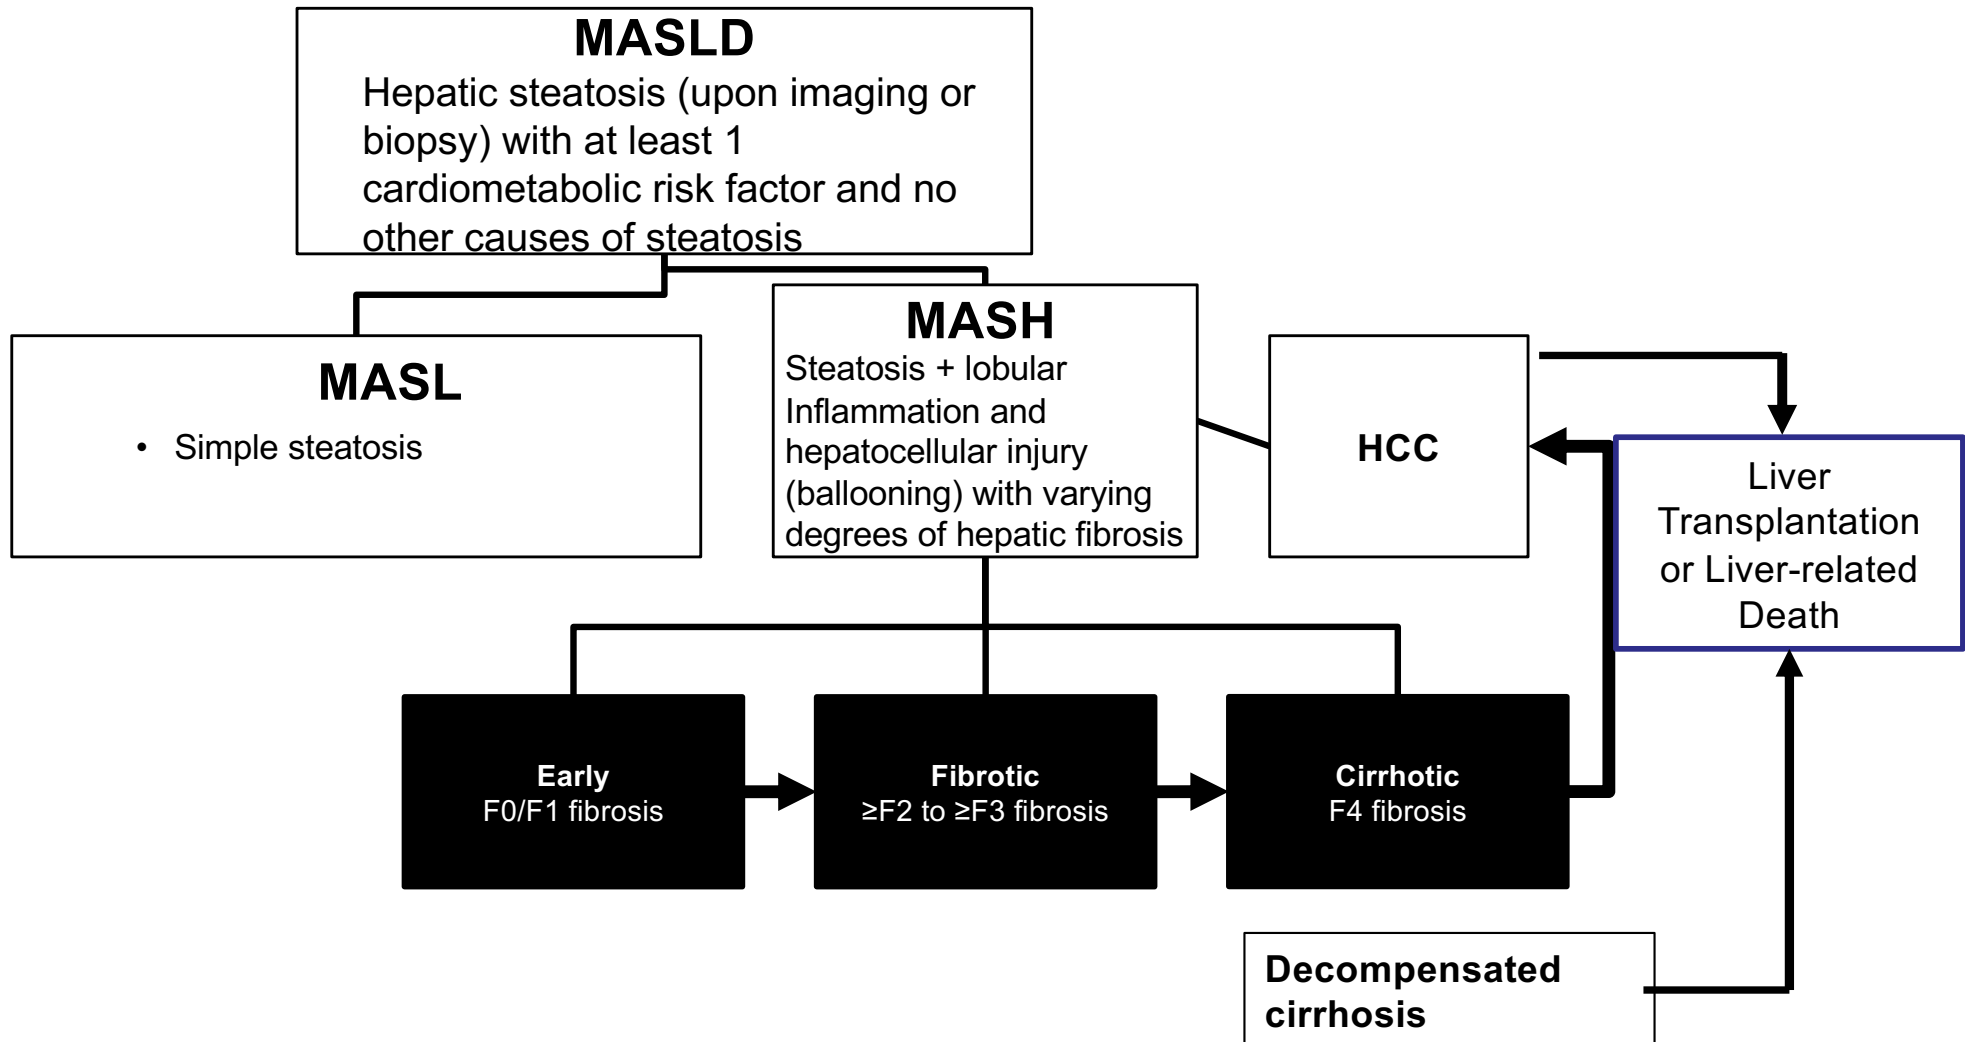 MASLD
Hepatic steatosis (upon imaging or
biopsy) with at least 1
cardiometabolic risk factor and no
other causes of steatosis
MASL
• Simple steatosis
MASH
Steatosis + lobular
Inflammation and
hepatocellular injury
(ballooning) with varying
degrees of hepatic fibrosis
HCC
Liver
Transplantation
or Liver-related
Death
Early
F0/F1 fibrosis
Fibrotic
≥F2 to ≥F3 fibrosis
Cirrhotic
F4 fibrosis
Decompensated
cirrhosis